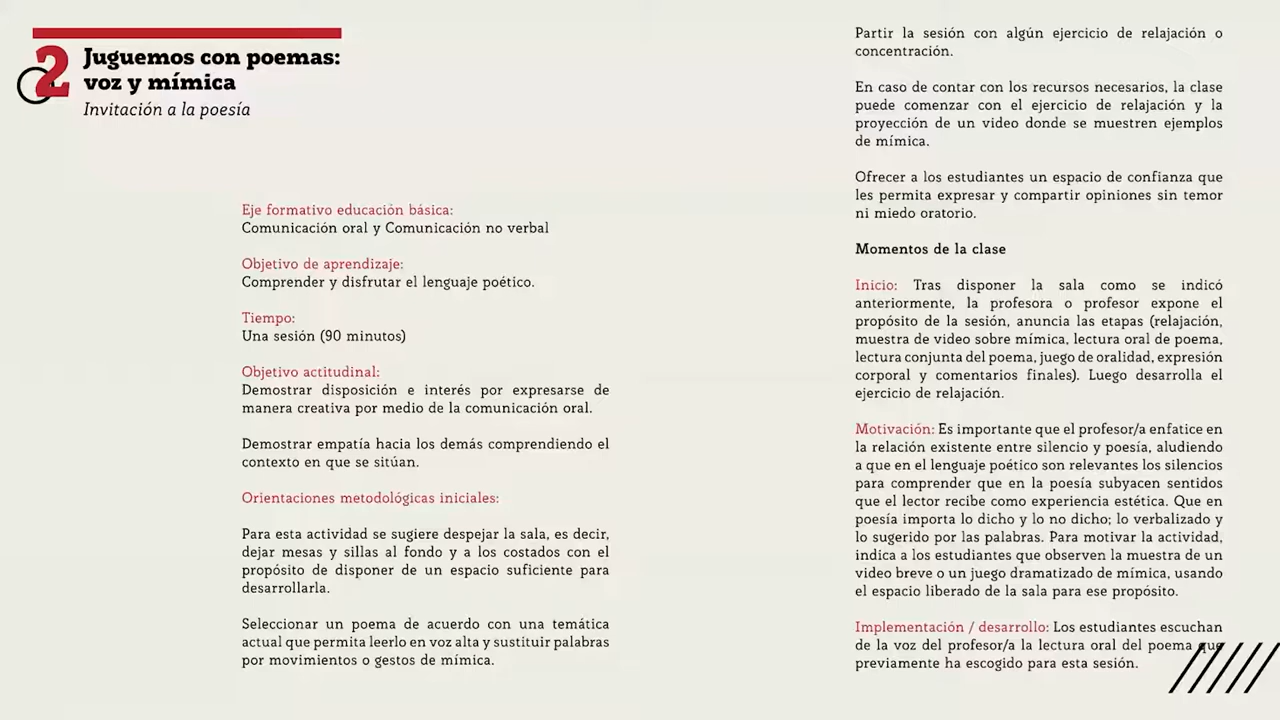 2
Juguemos con poemas:
voz y mímica
Invitación a la poesía
Eje formativo educación básica:
Comunicación oral y Comunicación no verbal
Objetivo de aprendizaje:
Comprender y disfrutar el lenguaje poético.
Tiempo:
Una sesión (90 minutos)
Objetivo actitudinal:
Demostrar disposición e interés por expresarse de
manera creativa por medio de la comunicación oral.
Demostrar empatía hacia los demás comprendiendo el
contexto en que se sitúan.
Orientaciones metodológicas iniciales:
Para esta actividad se sugiere despejar la sala, es decir,
dejar mesas y sillas al fondo y a los costados con el
propósito de disponer de un espacio suficiente para
desarrollarla.
Seleccionar un poema de acuerdo con una temática
actual que permita leerlo en voz alta y sustituir palabras
por movimientos o gestos de mímica.
Partir la sesión con algún ejercicio de relajación o
concentración.
En caso de contar con los recursos necesarios, la clase
puede comenzar con el ejercicio de relajación y la
proyección de un video donde se muestren ejemplos
de mímica.
Ofrecer a los estudiantes un espacio de confianza que
les permita expresar y compartir opiniones sin temor
ni miedo oratorio.
Momentos de la clase
Inicio: Tras disponer la sala como se indicó
anteriormente, la profesora o profesor expone el
propósito de la sesión, anuncia las etapas (relajación,
muestra de video sobre mímica, lectura oral de poema,
lectura conjunta del poema, juego de oralidad, expresión
corporal y comentarios finales). Luego desarrolla el
ejercicio de relajación.
Motivación: Es importante que el profesor/a enfatice en
la relación existente entre silencio y poesía, aludiendo
a que en el lenguaje poético son relevantes los silencios
para comprender que en la poesía subyacen sentidos
que el lector recibe como experiencia estética. Que en
poesía importa lo dicho y lo no dicho; lo verbalizado y
lo sugerido por las palabras. Para motivar la actividad,
indica a los estudiantes que observen la muestra de un
video breve o un juego dramatizado de mímica, usando
el espacio liberado de la sala para ese propósito.
Implementación / desarrollo: Los estudiantes escuchan
de la voz del profesor/a la lectura oral del poema que
previamente ha escogido para esta sesión.